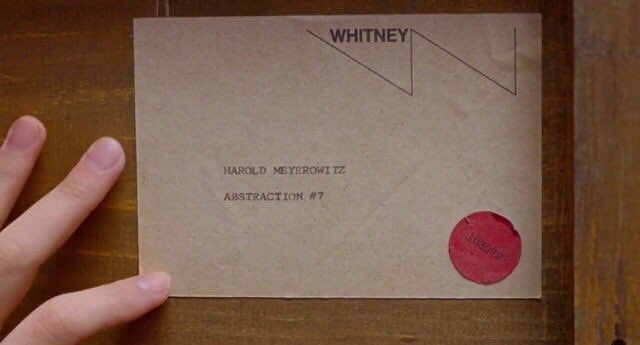 WHITNEY
HAROLD MEYEROWITZ
ABSTRACTION #7